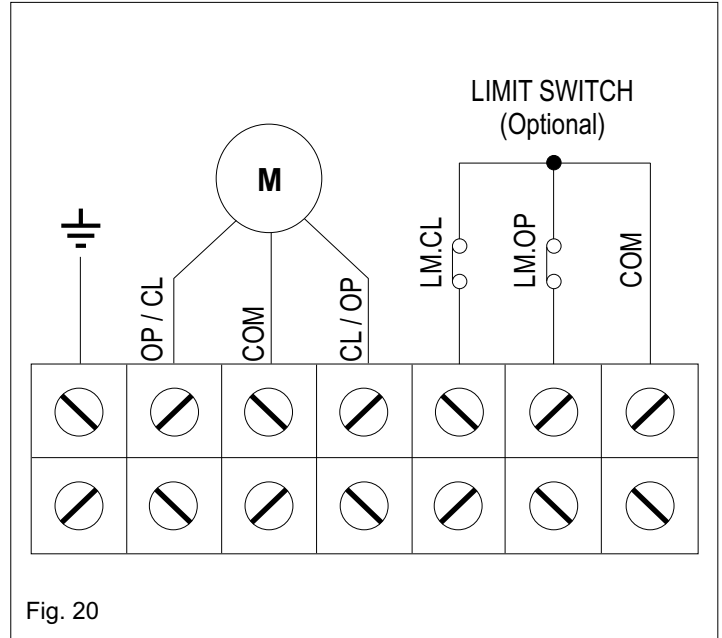 LIMIT SWITCH
(Optional)
M
OP / CL
COM
CL / OP
LM.CL
LM.OP
COM
Fig. 20